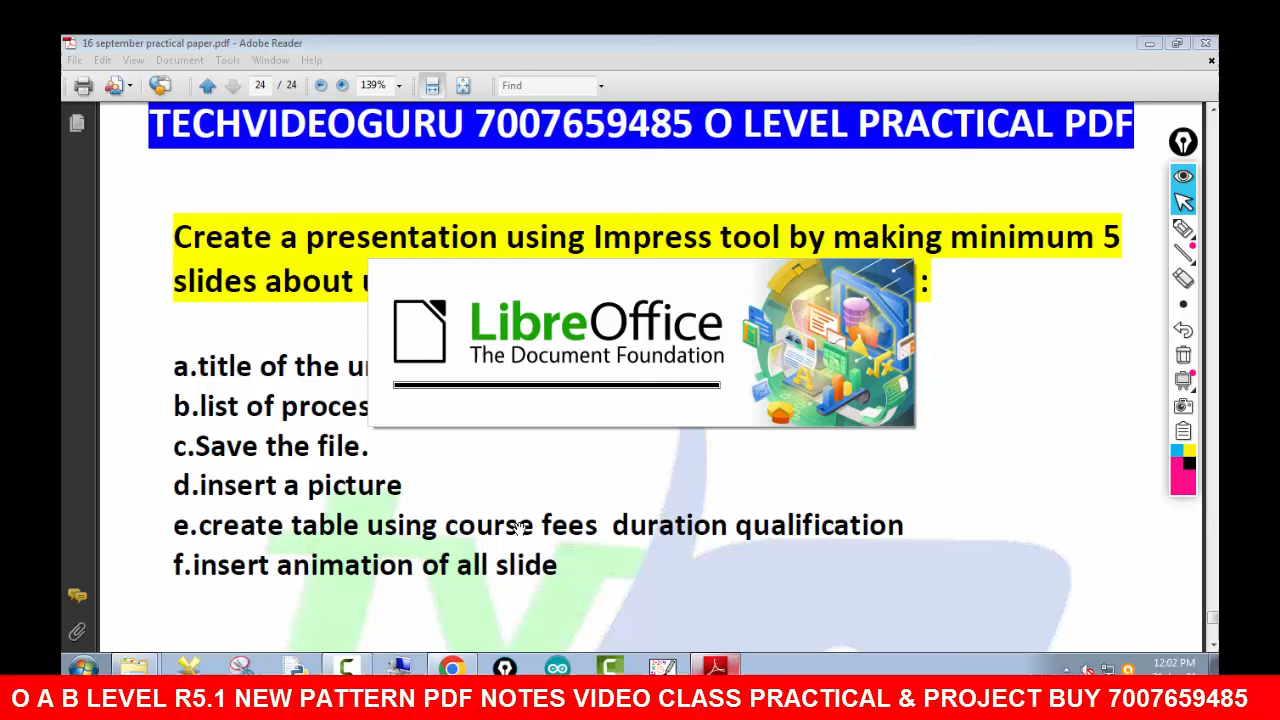 16 september practical paper.pdf - Adobe Reader
File Edit View Document Tools Window Help
24 / 24 139% Find
TECHVIDEOGURU 7007659485 O LEVEL PRACTICAL PDF
Create a presentation using Impress tool by making minimum 5
slides about :
LibreOffice
The Document Foundation
a.title of the
b.list of
c.Save the file.
d.insert a picture
e.create table using course fees duration qualification
f.insert animation of all slide
12:02 PM
O A B LEVEL R5.1 NEW PATTERN PDF NOTES VIDEO CLASS PRACTICAL & PROJECT BUY 7007659485